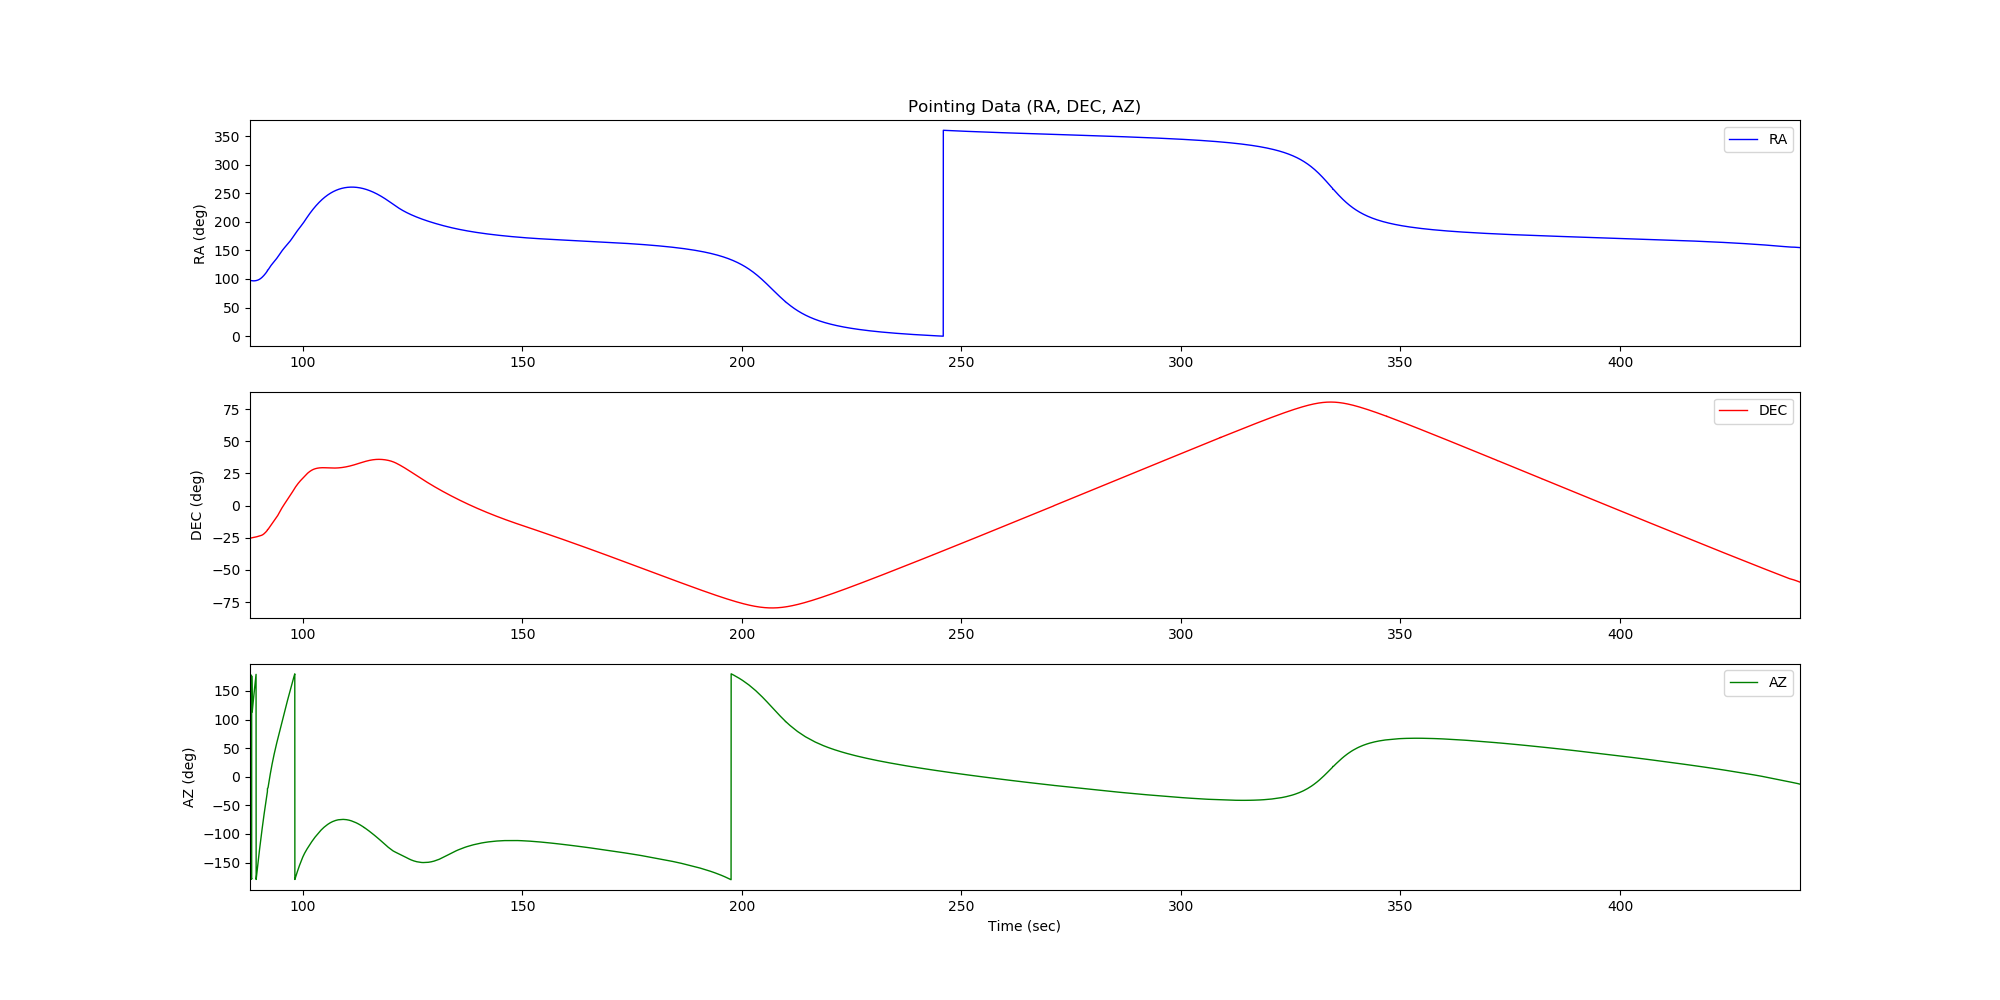 Pointing Data (RA, DEC, AZ)
RA (deg)
350
300
250
200
150
100
50
0
RA
100 150 200 250 300 350 400
DEC (deg)
75
50
25
0
−25
−50
−75
DEC
100 150 200 250 300 350 400
AZ (deg)
150
100
50
0
−50
−100
−150
AZ
100 150 200 250 300 350 400
Time (sec)